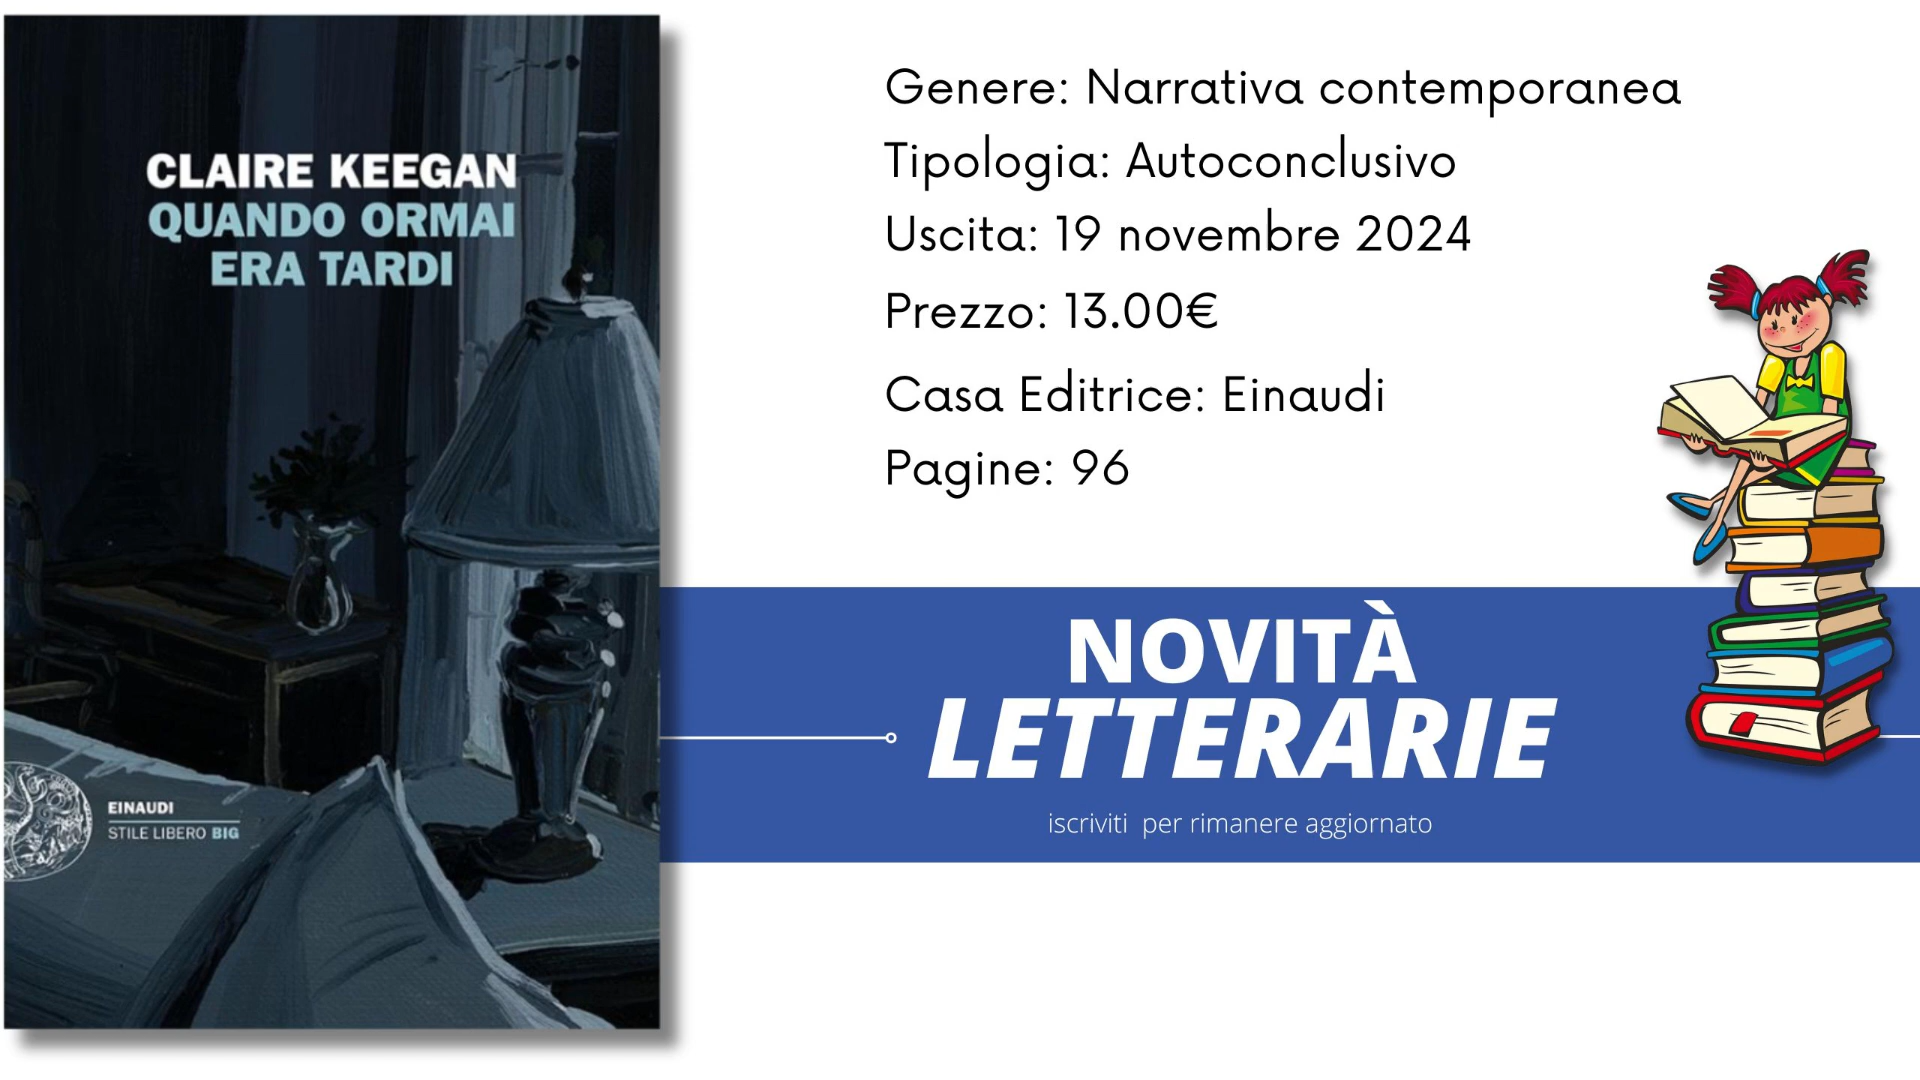 CLAIRE KEEGAN
QUANDO ORMAI
ERA TARDI
EINAUDI
STILE LIBERO BIG
Genere: Narrativa contemporanea
Tipologia: Autoconclusivo
Uscita: 19 novembre 2024
Prezzo: 13.00€
Casa Editrice: Einaudi
Pagine: 96
NOVITÀ
LETTERARIE
iscriviti per rimanere aggiornato